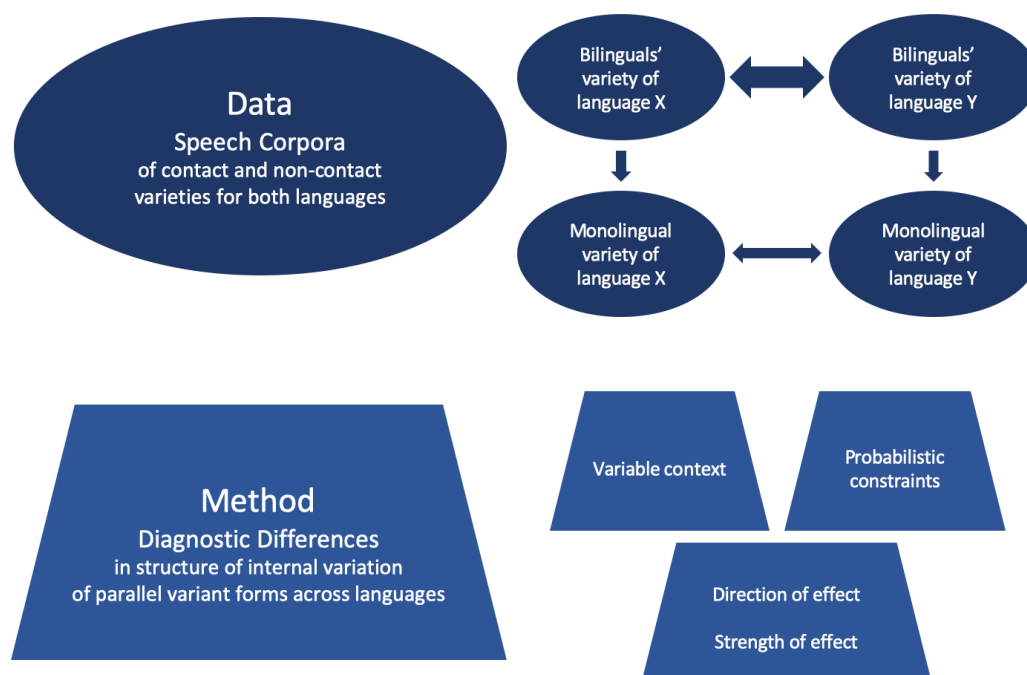 Data
Speech Corpora
of contact and non-contact
varieties for both languages
Bilinguals’
variety of
language X
Bilinguals’
variety of
language Y
Monolingual
variety of
language X
Monolingual
variety of
language Y
Method
Diagnostic Differences
in structure of internal variation
of parallel variant forms across languages
Variable context
Probabilistic
constraints
Direction of effect
Strength of effect